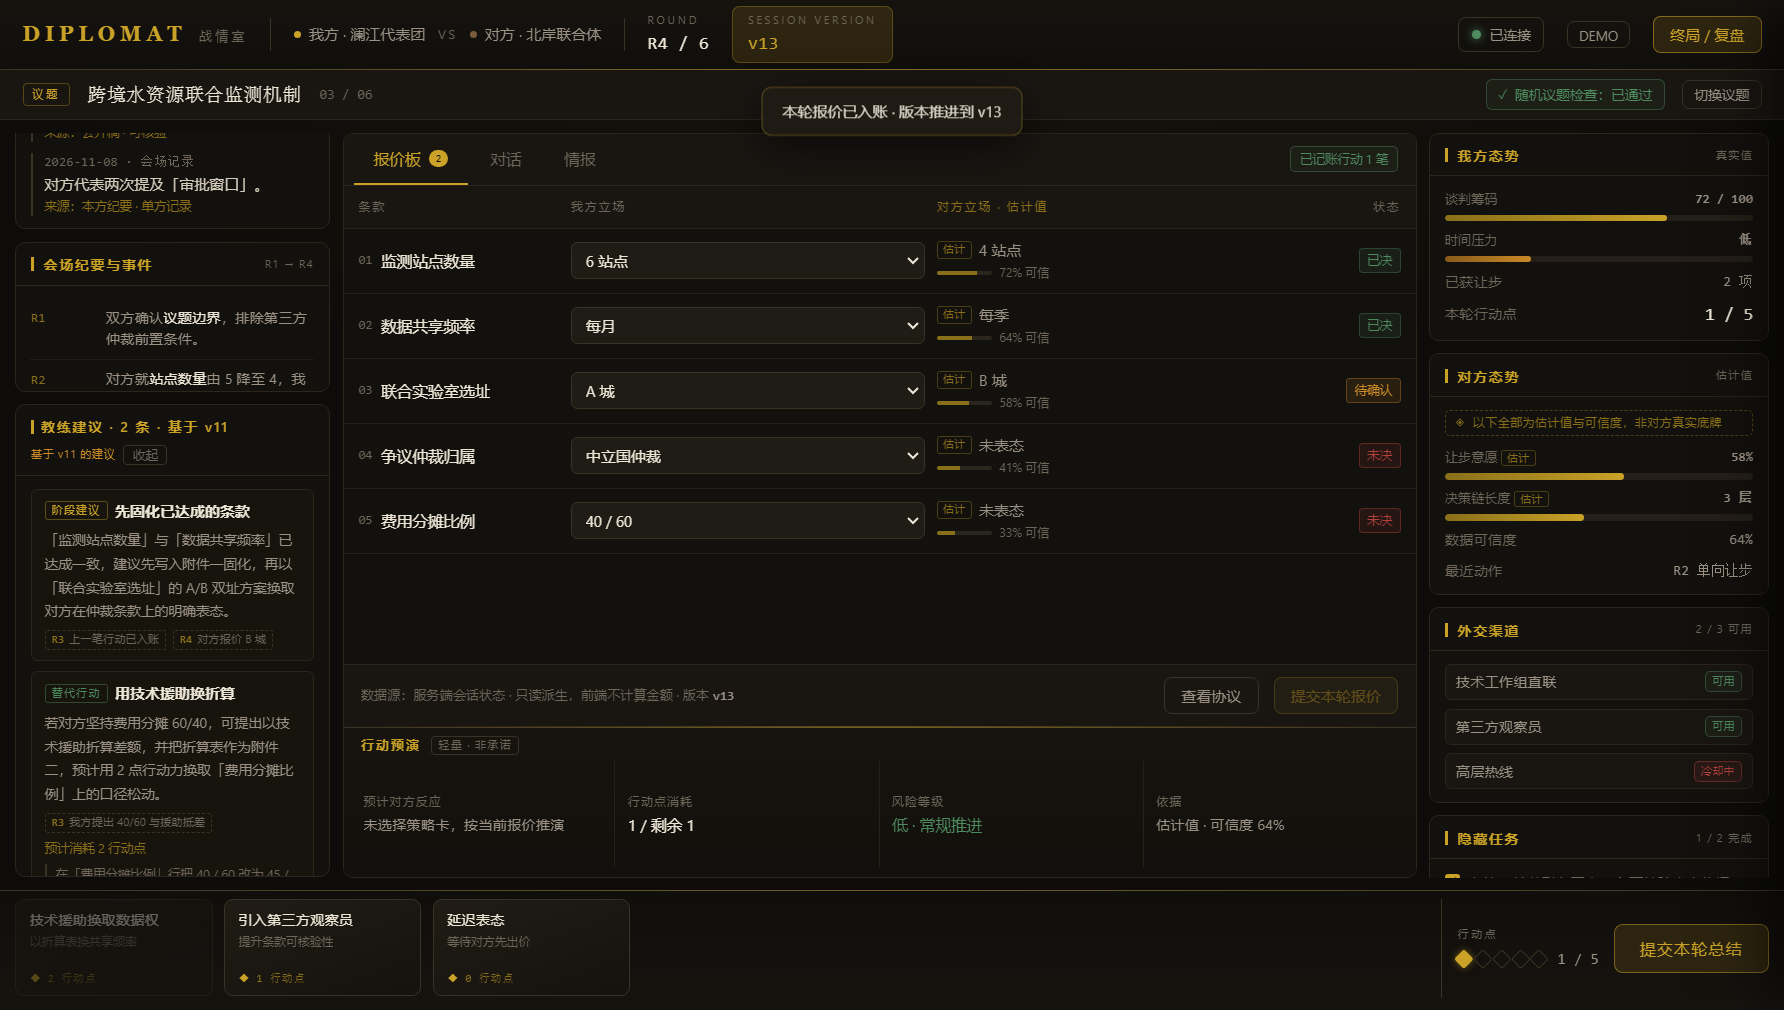 DIPLOMAT 战情室
我方 · 澜江代表团 VS 对方 · 北岸联合体
ROUND
R4 / 6
SESSION VERSION
v13
已连接
DEMO
终局 / 复盘
议题 跨境水资源联合监测机制 03 / 06
本轮报价已入账 · 版本推进到 v13
✓ 随机议题检查：已通过
切换议题
2026-11-08 · 会场记录
对方代表两次提及「审批窗口」。
来源：本方纪要 · 单方记录
会场纪要与事件 R1 → R4
R1 双方确认议题边界，排除第三方
仲裁前置条件。
R2 对方就站点数量由 5 降至 4，我
教练建议 · 2 条 · 基于 v11
基于 v11 的建议 收起
阶段建议 先固化已达成的条款
「监测站点数量」与「数据共享频率」已
达成一致，建议先写入附件一固化，再以
「联合实验室选址」的 A/B 双址方案换取
对方在仲裁条款上的明确表态。
R3 上一笔行动已入账 R4 对方报价 B 城
替代行动 用技术援助换折算
若对方坚持费用分摊 60/40，可提出以技
术援助折算差额，并把折算表作为附件
二，预计用 2 点行动力换取「费用分摊比
例」上的口径松动。
R3 我方提出 40/60 与援助抵差
预计消耗 2 行动点
在「费用分摊比例」行把 40 / 60 改为 45 /
报价板 2 对话 情报 已记账行动 1 笔
条款 我方立场 对方立场 · 估计值 状态
01 监测站点数量 6 站点 估计 4 站点 72% 可信 已决
02 数据共享频率 每月 估计 每季 64% 可信 已决
03 联合实验室选址 A 城 估计 B 城 58% 可信 待确认
04 争议仲裁归属 中立国仲裁 估计 未表态 41% 可信 未决
05 费用分摊比例 40 / 60 估计 未表态 33% 可信 未决
数据源：服务端会话状态 · 只读派生，前端不计算金额 · 版本 v13
查看协议
提交本轮报价
行动预演 轻量 · 非承诺
预计对方反应
未选择策略卡，按当前报价推演
行动点消耗
1 / 剩余 1
风险等级
低 · 常规推进
依据
估计值 · 可信度 64%
我方态势 真实值
谈判筹码 72 / 100
时间压力 低
已获让步 2 项
本轮行动点 1 / 5
对方态势 估计值
◈ 以下全部为估计值与可信度，非对方真实底牌
让步意愿 估计 58%
决策链长度 估计 3 层
数据可信度 64%
最近动作 R2 单向让步
外交渠道 2 / 3 可用
技术工作组直联 可用
第三方观察员 可用
高层热线 冷却中
隐藏任务 1 / 2 完成
技术援助换取数据权
以折算表换共享频率
◆ 2 行动点
引入第三方观察员
提升条款可核验性
◆ 1 行动点
延迟表态
等待对方先出价
◆ 0 行动点
行动点
1 / 5
提交本轮总结